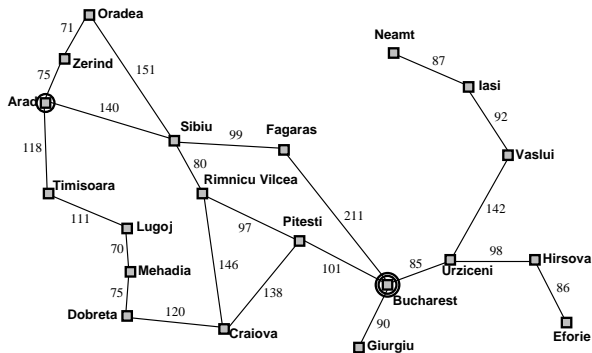 Oradea
71
Neamt
Zerind
87
151
75
Iasi
Arad
140
92
Sibiu
Fagaras
99
118
Vaslui
80
Timisoara
Rimnicu Vilcea
111
142
211
Lugoj
97
Pitesti
70
98
Hirsova
146
101
85
Mehadia
Urziceni
138
86
75
Bucharest
120
90
Dobreta
Craiova
Eforie
Giurgiu